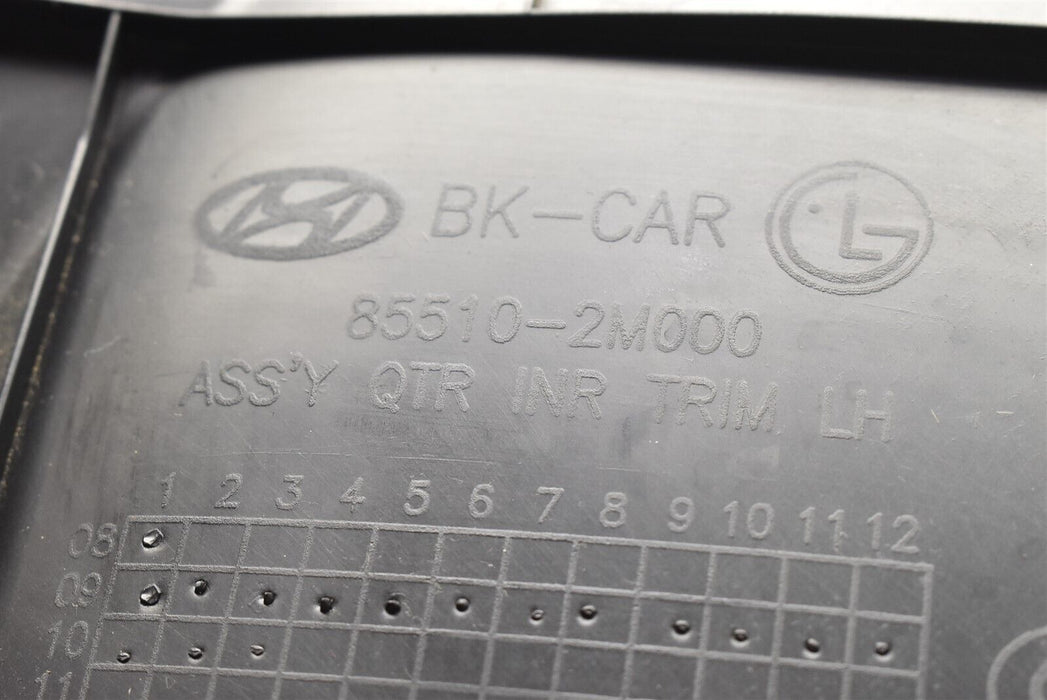 BK-CAR LG
85510-2M000
ASS'Y QTR INR TRIM LH
1 2 3 4 5 6 7 8 9 10 11 12
08
09
10
11